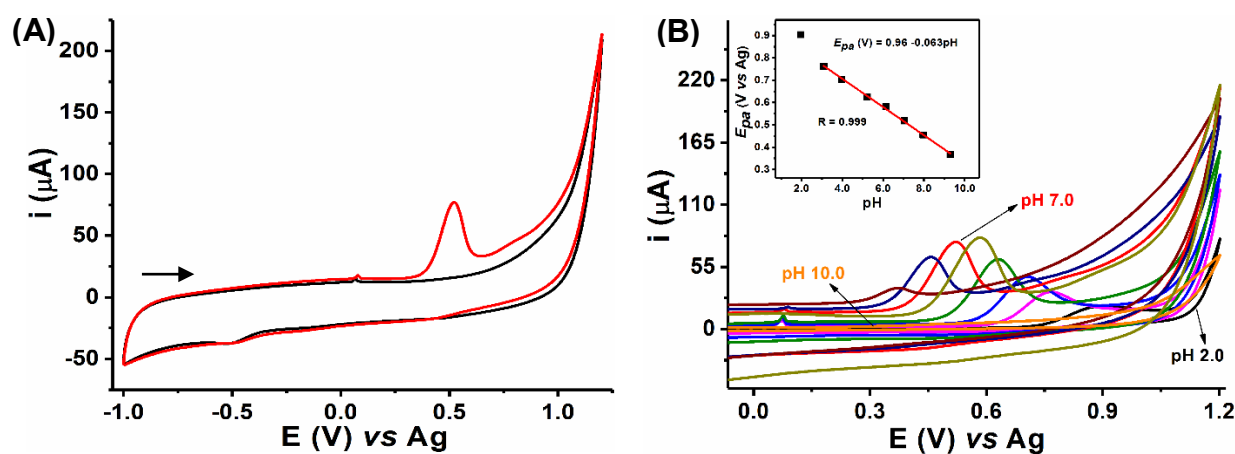 (A)
200
150
100
50
0
-50
i (µA)
-1.0 -0.5 0.0 0.5 1.0
E (V) vs Ag
(B)
220
165
110
55
0
i (µA)
0.0 0.3 0.6 0.9 1.2
E (V) vs Ag
0.9
0.8
0.7
0.6
0.5
0.4
0.3
Epa (V vs Ag)
Epa (V) = 0.96 -0.063pH
R = 0.999
2.0 4.0 6.0 8.0 10.0
pH
pH 7.0
pH 10.0
pH 2.0